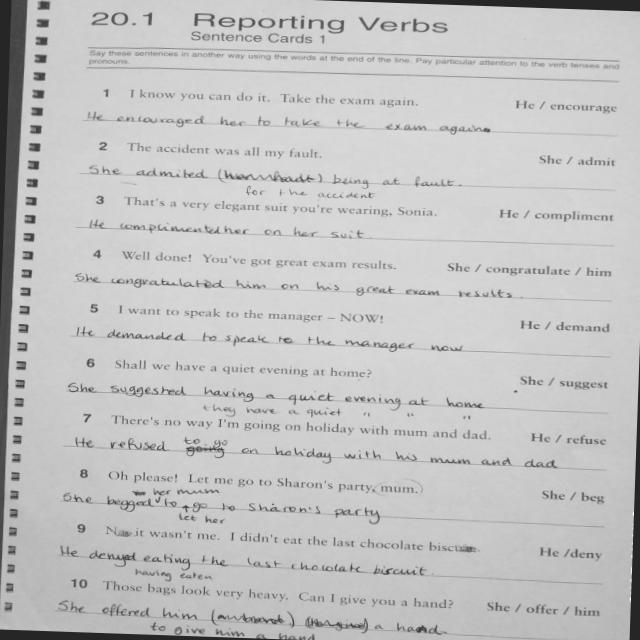 20.1 Reporting Verbs
Sentence Cards 1
Say these sentences in another way using the words at the end of the line. Pay particular attention to the verb tenses and
pronouns.
1 I know you can do it. Take the exam again. He / encourage
He encouraged her to take the exam again.
2 The accident was all my fault. She / admit
She admited () being at fault.
for the accident
3 That's a very elegant suit you're wearing, Sonia. He / compliment
He complimented her on her suit.
4 Well done! You've got great exam results. She / congratulate / him
She congratulated him on his great exam results.
5 I want to speak to the manager – NOW! He / demand
He demanded to speak to the manager now
6 Shall we have a quiet evening at home? She / suggest
She suggested having a quiet evening at home
they have a quiet " " "
7 There's no way I'm going on holiday with mum and dad. He / refuse
to go
He refused going on holiday with his mum and dad
8 Oh please! Let me go to Sharon's party, mum. She / beg
her mum
She begged to go to Sharon's party
let her
9 it wasn't me. I didn't eat the last chocolate biscuit. He /deny
He denyed eating the last chocolate biscuit.
having eaten
10 Those bags look very heavy. Can I give you a hand? She / offer / him
She offered him () () a hand.
to give him a hand